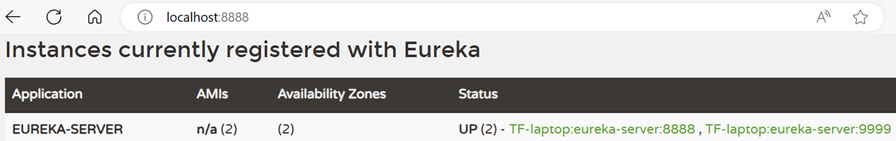 localhost:8888
Instances currently registered with Eureka
Application AMIs Availability Zones Status
EUREKA-SERVER n/a (2) (2) UP (2) - TF-laptop:eureka-server:8888 , TF-laptop:eureka-server:9999